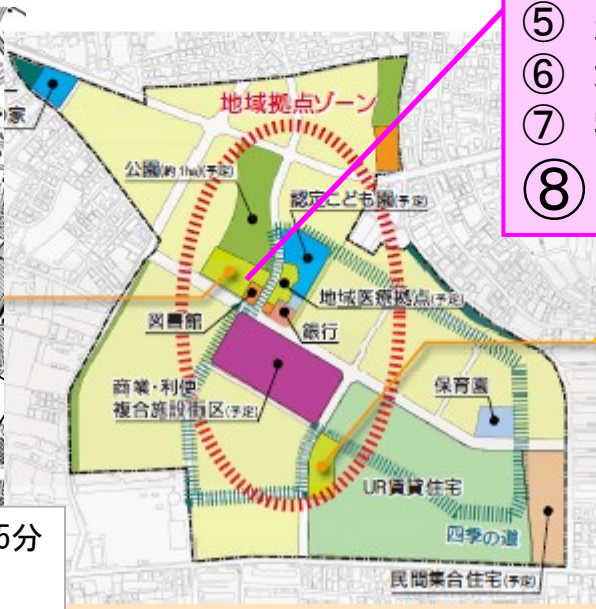 ⑤
⑥
⑦
⑧
家
地域拠点ゾーン
公園(約1ha)(予定)
認定こども園(予定)
地域医療拠点(予定)
図書館
銀行
商業・利便
複合施設街区(予定)
保育園
UR賃貸住宅
四季の道
民間集合住宅(予定)
5分